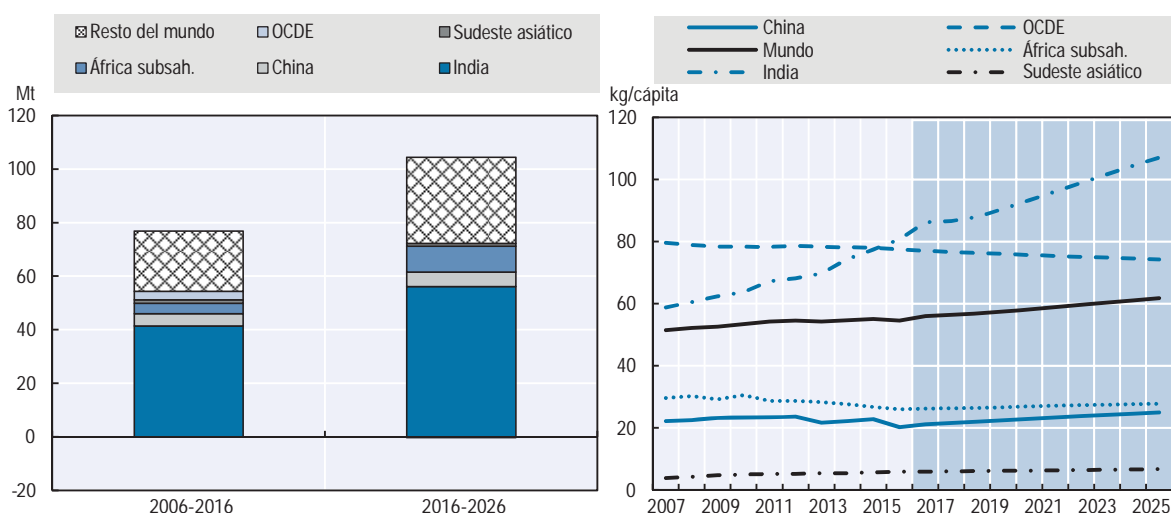 Resto del mundo OCDE Sudeste asiático
África subsah. China India
Mt
120
100
80
60
40
20
0
-20
2006-2016 2016-2026
China OCDE
Mundo África subsah.
India Sudeste asiático
kg/cápita
120
100
80
60
40
20
0
2007 2009 2011 2013 2015 2017 2019 2021 2023 2025